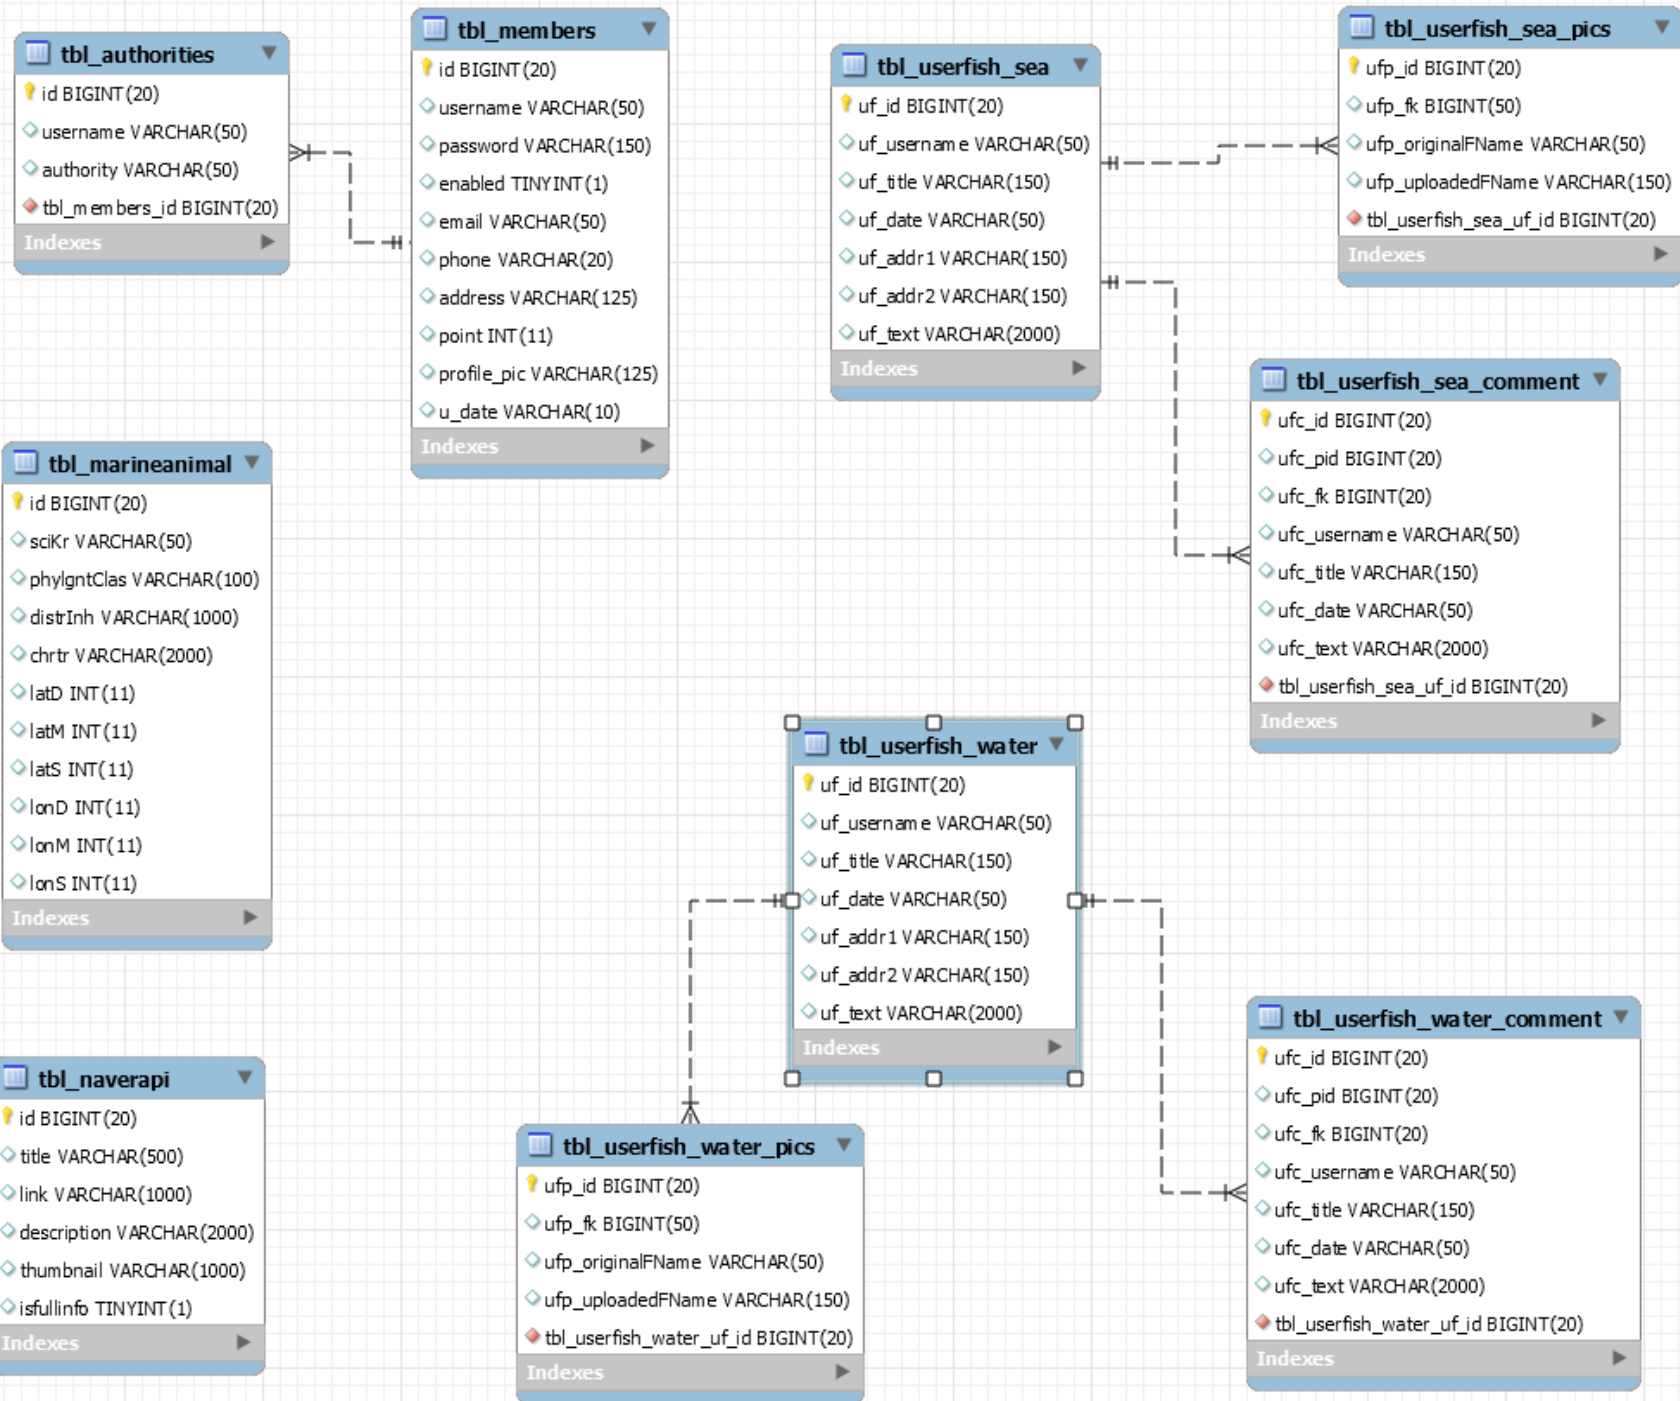 tbl_authorities
id BIGINT(20)
username VARCHAR(50)
authority VARCHAR(50)
tbl_members_id BIGINT(20)
Indexes
tbl_members
id BIGINT(20)
username VARCHAR(50)
password VARCHAR(150)
enabled TINYINT(1)
email VARCHAR(50)
phone VARCHAR(20)
address VARCHAR(125)
point INT(11)
profile_pic VARCHAR(125)
u_date VARCHAR(10)
Indexes
tbl_userfish_sea
uf_id BIGINT(20)
uf_username VARCHAR(50)
uf_title VARCHAR(150)
uf_date VARCHAR(50)
uf_addr1 VARCHAR(150)
uf_addr2 VARCHAR(150)
uf_text VARCHAR(2000)
Indexes
tbl_userfish_sea_pics
ufp_id BIGINT(20)
ufp_fk BIGINT(50)
ufp_originalFName VARCHAR(50)
ufp_uploadedFName VARCHAR(150)
tbl_userfish_sea_uf_id BIGINT(20)
Indexes
tbl_userfish_sea_comment
ufc_id BIGINT(20)
ufc_pid BIGINT(20)
ufc_fk BIGINT(20)
ufc_username VARCHAR(50)
ufc_title VARCHAR(150)
ufc_date VARCHAR(50)
ufc_text VARCHAR(2000)
tbl_userfish_sea_uf_id BIGINT(20)
Indexes
tbl_marineanimal
id BIGINT(20)
sciKr VARCHAR(50)
phylgntClas VARCHAR(100)
distrInh VARCHAR(1000)
chrtr VARCHAR(2000)
latD INT(11)
latM INT(11)
latS INT(11)
lonD INT(11)
lonM INT(11)
lonS INT(11)
Indexes
tbl_userfish_water
uf_id BIGINT(20)
uf_username VARCHAR(50)
uf_title VARCHAR(150)
uf_date VARCHAR(50)
uf_addr1 VARCHAR(150)
uf_addr2 VARCHAR(150)
uf_text VARCHAR(2000)
Indexes
tbl_naverapi
id BIGINT(20)
title VARCHAR(500)
link VARCHAR(1000)
description VARCHAR(2000)
thumbnail VARCHAR(1000)
isfullinfo TINYINT(1)
Indexes
tbl_userfish_water_pics
ufp_id BIGINT(20)
ufp_fk BIGINT(50)
ufp_originalFName VARCHAR(50)
ufp_uploadedFName VARCHAR(150)
tbl_userfish_water_uf_id BIGINT(20)
Indexes
tbl_userfish_water_comment
ufc_id BIGINT(20)
ufc_pid BIGINT(20)
ufc_fk BIGINT(20)
ufc_username VARCHAR(50)
ufc_title VARCHAR(150)
ufc_date VARCHAR(50)
ufc_text VARCHAR(2000)
tbl_userfish_water_uf_id BIGINT(20)
Indexes